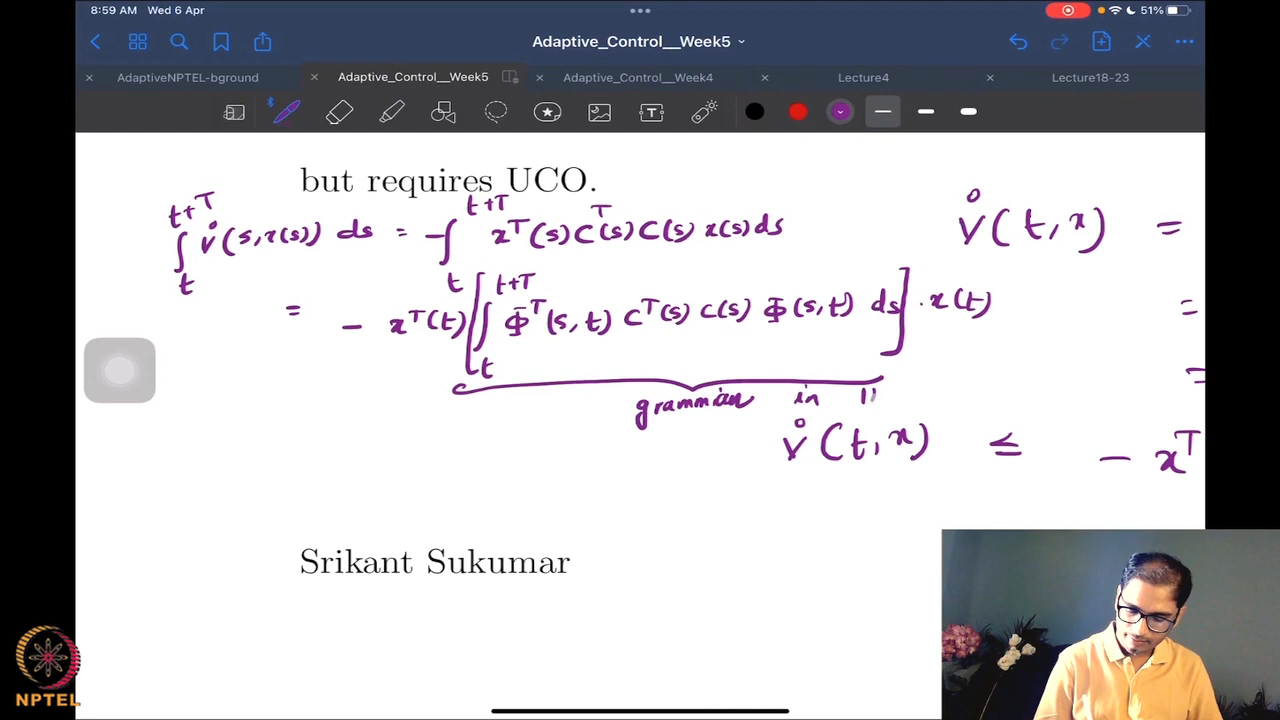 8:59 AM Wed 6 Apr
51%
Adaptive_Control__Week5
AdaptiveNPTEL-bground
Adaptive_Control__Week5
Adaptive_Control__Week4
Lecture4
Lecture18-23
but requires UCO.
∫_t^{t+T} V̊(s, x(s)) ds = -∫_t^{t+T} x^T(s) C^T(s) C(s) x(s) ds
V̊(t, x) =
= - x^T(t) [∫_t^{t+T} Φ̄^T(s, t) C^T(s) C(s) Φ̄(s, t) ds] · x(t)
=
=
grammian in
V̊(t, x) ≤ - x^T
Srikant Sukumar
NPTEL